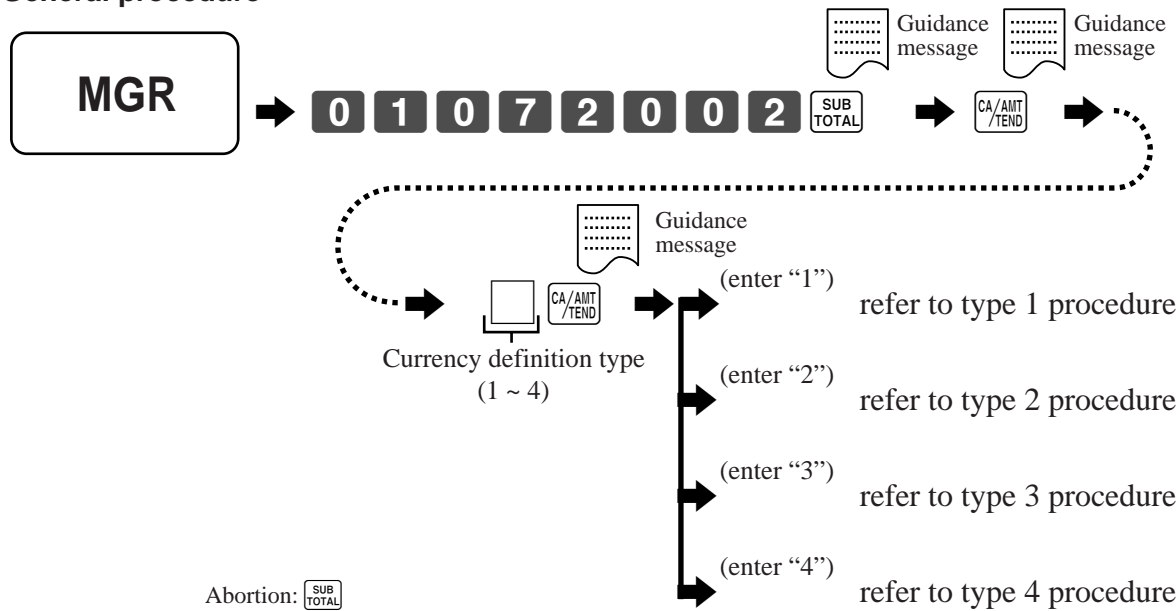 General procedure
Guidance message
Guidance message
MGR
0 1 0 7 2 0 0 2 SUB TOTAL
CA/AMT /TEND
Guidance message
CA/AMT /TEND
Currency definition type
(1 ~ 4)
(enter “1”)
refer to type 1 procedure
(enter “2”)
refer to type 2 procedure
(enter “3”)
refer to type 3 procedure
(enter “4”)
refer to type 4 procedure
Abortion: SUB TOTAL